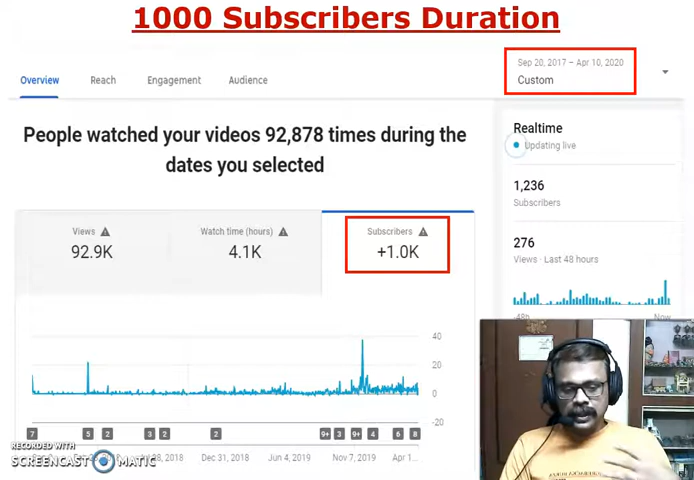 1000 Subscribers Duration
Overview
Reach
Engagement
Audience
Sep 20, 2017 – Apr 10, 2020
Custom
People watched your videos 92,878 times during the
dates you selected
Views
92.9K
Watch time (hours)
4.1K
Subscribers
+1.0K
40
20
0
-20
7
5
2
3
2
2
9+
3
9+
4
6
8
28, 2018
Dec 31, 2018
Jun 4, 2019
Nov 7, 2019
Apr 1...
Realtime
Updating live
1,236
Subscribers
276
Views · Last 48 hours
-48h
Now
RECORDED WITH
SCREENCAST MATIC